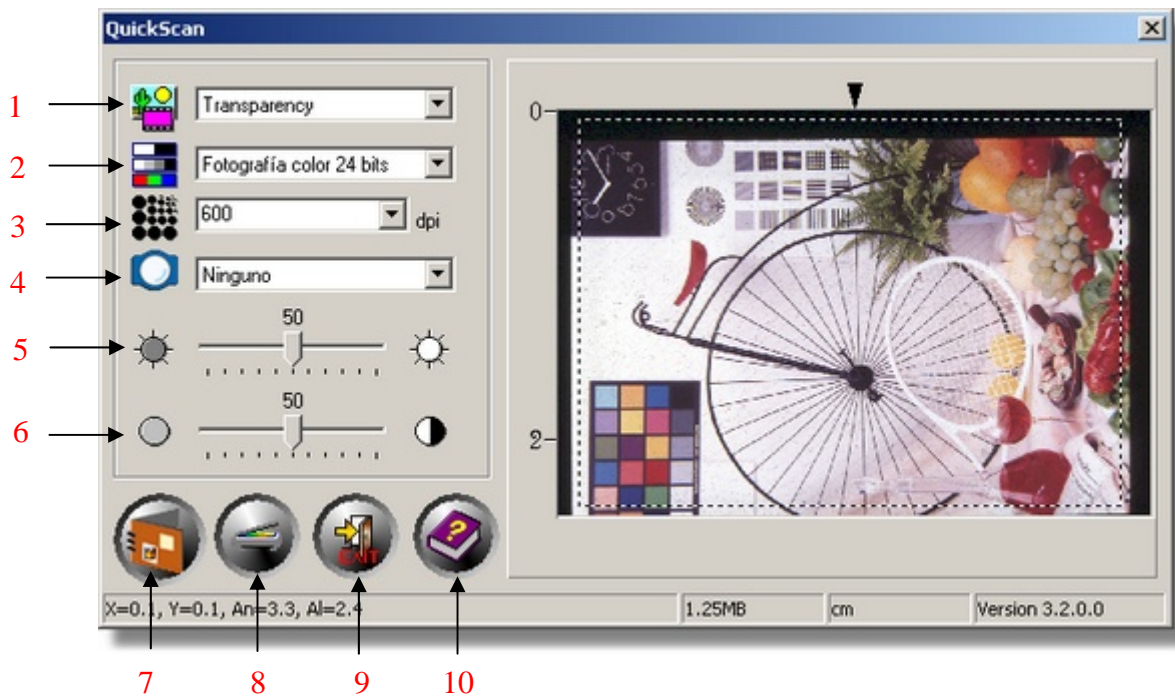 QuickScan
1
Transparency
2
Fotografía color 24 bits
3
600
dpi
4
Ninguno
5
50
6
50
0
2
EXIT
?
X=0.1, Y=0.1, An=3.3, Al=2.4
1.25MB
cm
Version 3.2.0.0
7
8
9
10